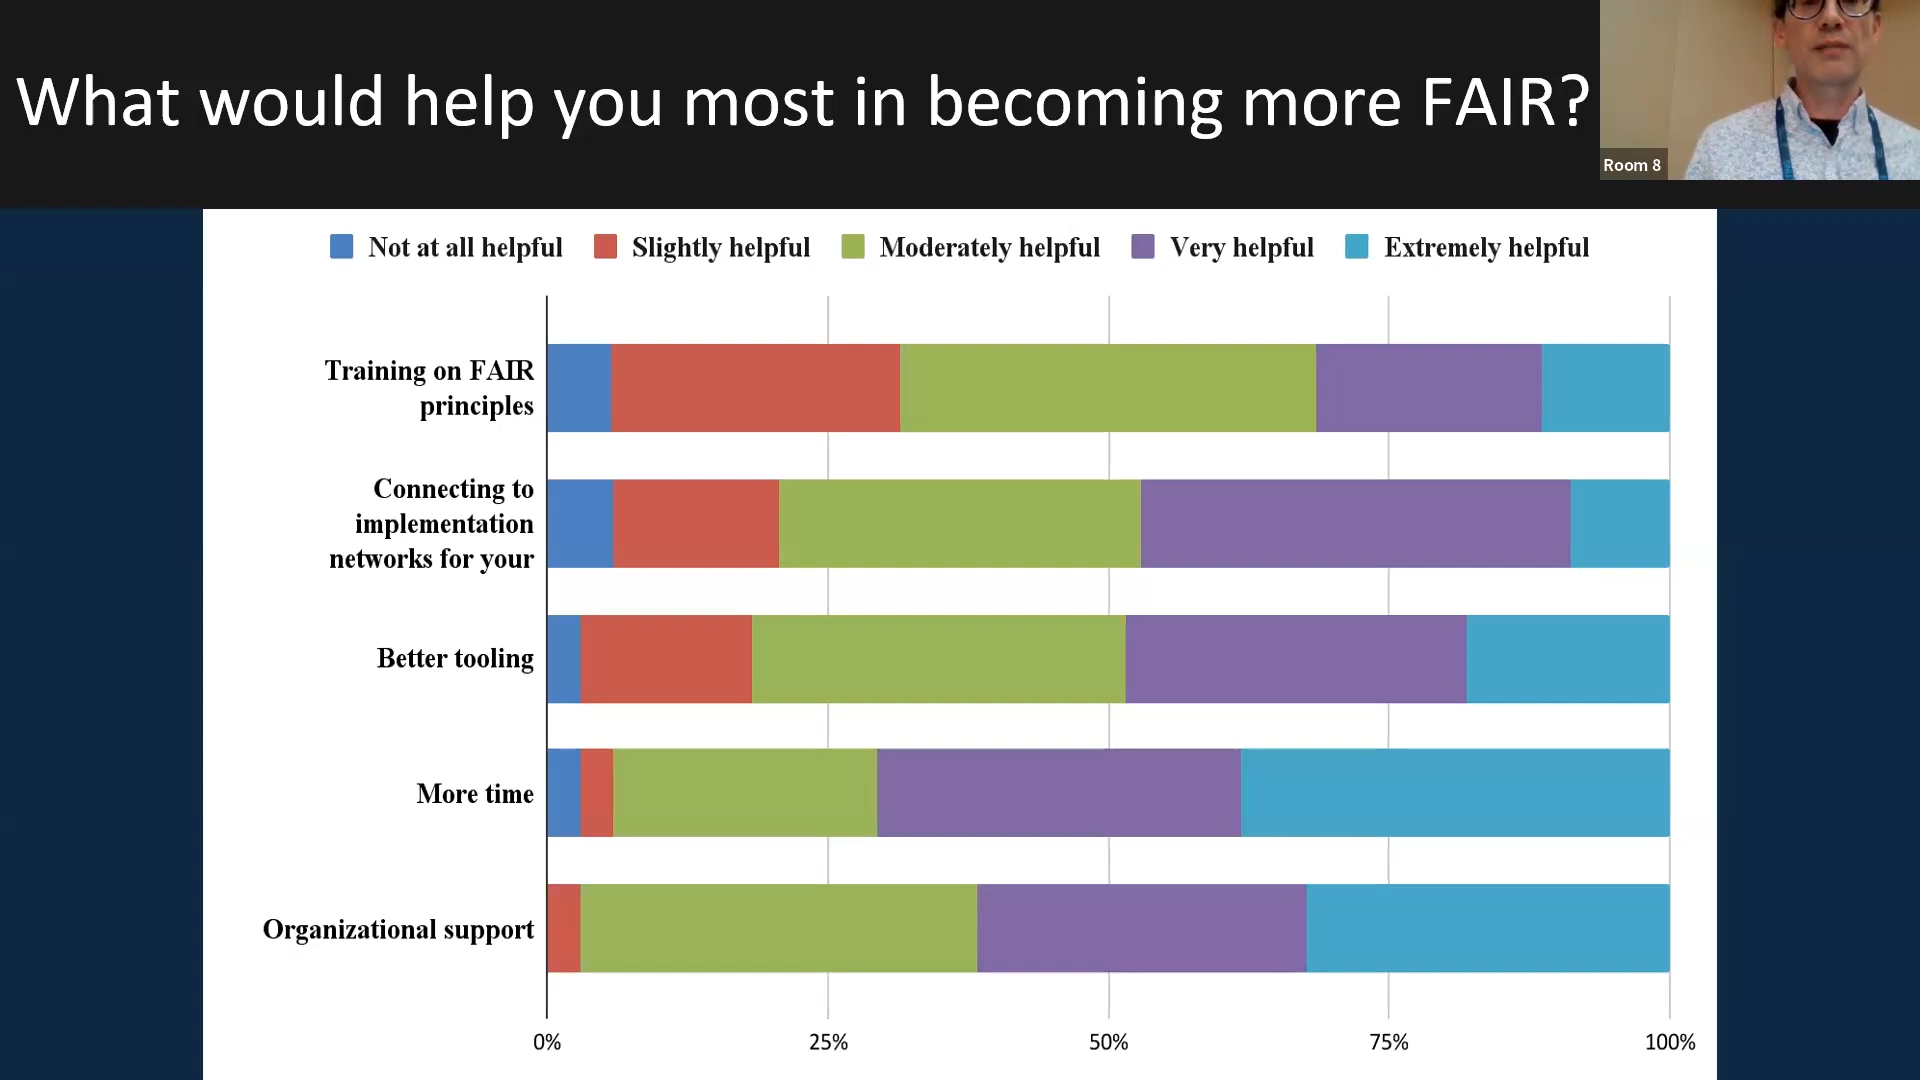 What would help you most in becoming more FAIR?
Room 8
Not at all helpful
Slightly helpful
Moderately helpful
Very helpful
Extremely helpful
Training on FAIR
principles
Connecting to
implementation
networks for your
Better tooling
More time
Organizational support
0%
25%
50%
75%
100%